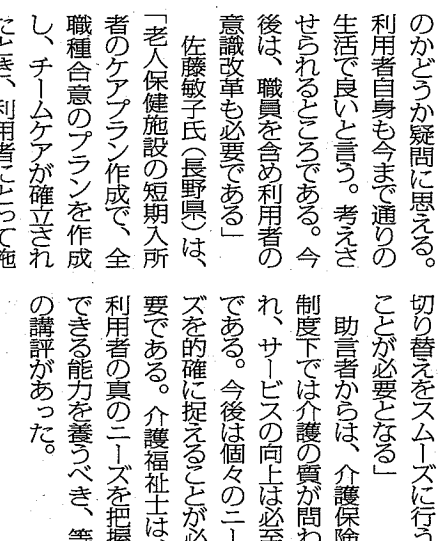 のかどうか疑問に思える。
利用者自身も今まで通りの
生活で良いと言う。考えさ
せられるところである。今
後は、職員を含め利用者の
意識改革も必要である」
佐藤敏子氏(長野県)は、
「老人保健施設の短期入所
者のケアプラン作成で、全
職種合意のプランを作成
し、チームケアが確立され
たとき、利用者にとって施
切り替えをスムーズに行う
ことが必要となる」
助言者からは、介護保険
制度下では介護の質が問わ
れ、サービスの向上は必至
である。今後は個々のニー
ズを的確に捉えることが必
要である。介護福祉士は、
利用者の真のニーズを把握
できる能力を養うべき、等
の講評があった。